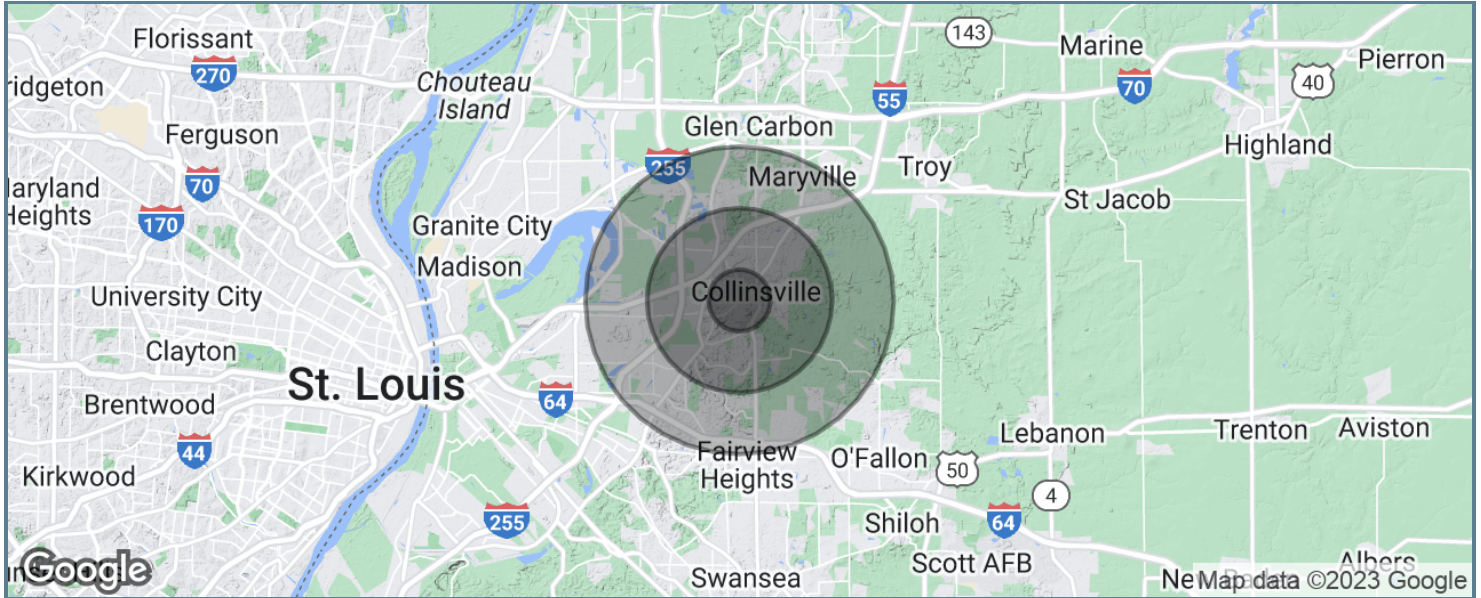 143
Florissant
Marine
Pierron
270
Chouteau
Island
ridgeton
70
40
55
Ferguson
Glen Carbon
Highland
255
Troy
Maryville
70
aryland
Heights
St Jacob
170
Granite City
Madison
Collinsville
University City
Clayton
St. Louis
64
Brentwood
Lebanon
Trenton
Aviston
44
Fairview
Heights
O'Fallon
50
Kirkwood
4
255
Shiloh
64
Scott AFB
Albers
Google
Swansea
Map data ©2023 Google